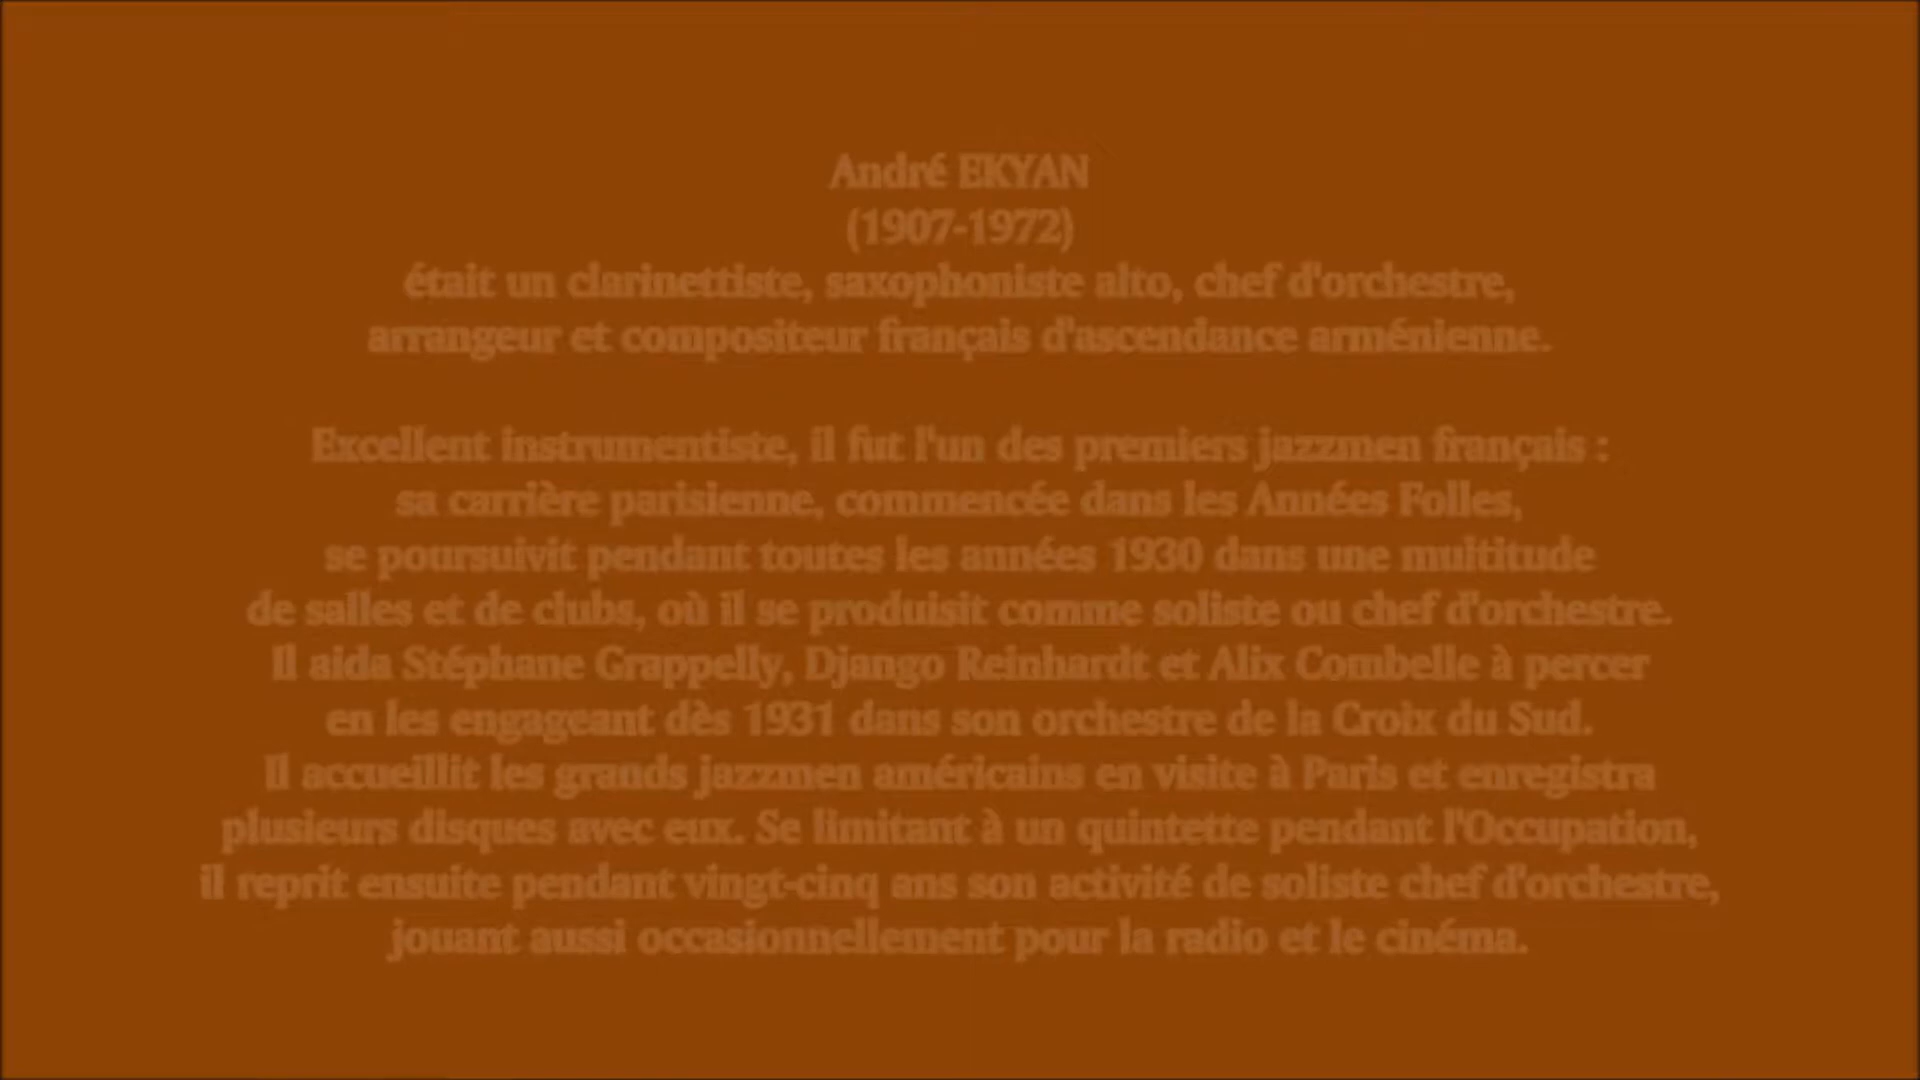 André EKYAN
(1907-1972)
était un clarinettiste, saxophoniste alto, chef d'orchestre,
arrangeur et compositeur français d'ascendance arménienne.
Excellent instrumentiste, il fut l'un des premiers jazzmen français :
sa carrière parisienne, commencée dans les Années Folles,
se poursuivit pendant toutes les années 1930 dans une multitude
de salles et de clubs, où il se produisit comme soliste ou chef d'orchestre.
Il aida Stéphane Grappelly, Django Reinhardt et Alix Combelle à percer
en les engageant dès 1931 dans son orchestre de la Croix du Sud.
Il accueillit les grands jazzmen américains en visite à Paris et enregistra
plusieurs disques avec eux. Se limitant à un quintette pendant l'Occupation,
il reprit ensuite pendant vingt-cinq ans son activité de soliste chef d'orchestre,
jouant aussi occasionnellement pour la radio et le cinéma.